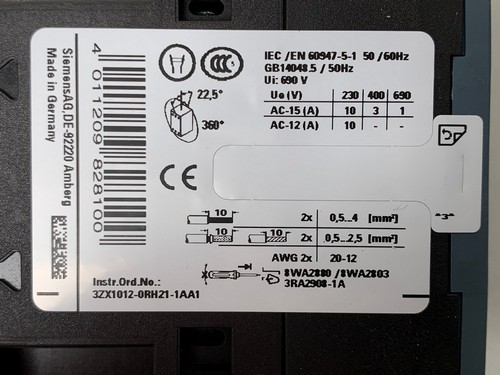 SiemensAG,DE-92220 Amberg
Made in Germany
4 011209 828100
IEC /EN 60947-5-1 50 /60Hz
GB14048.5 / 50Hz
Ui: 690 V
Ue (V) 230 400 690
AC-15 (A) 10 3 1
AC-12 (A) 10 - -
22,5°
360°
CCC
CE
"3"
10 2x 0,5...4 [mm²]
10 10 2x 0,5...2,5 [mm²]
AWG 2x 20-12
8WA2880 /8WA2803
3RA2908-1A
Instr.Ord.No.:
3ZX1012-0RH21-1AA1